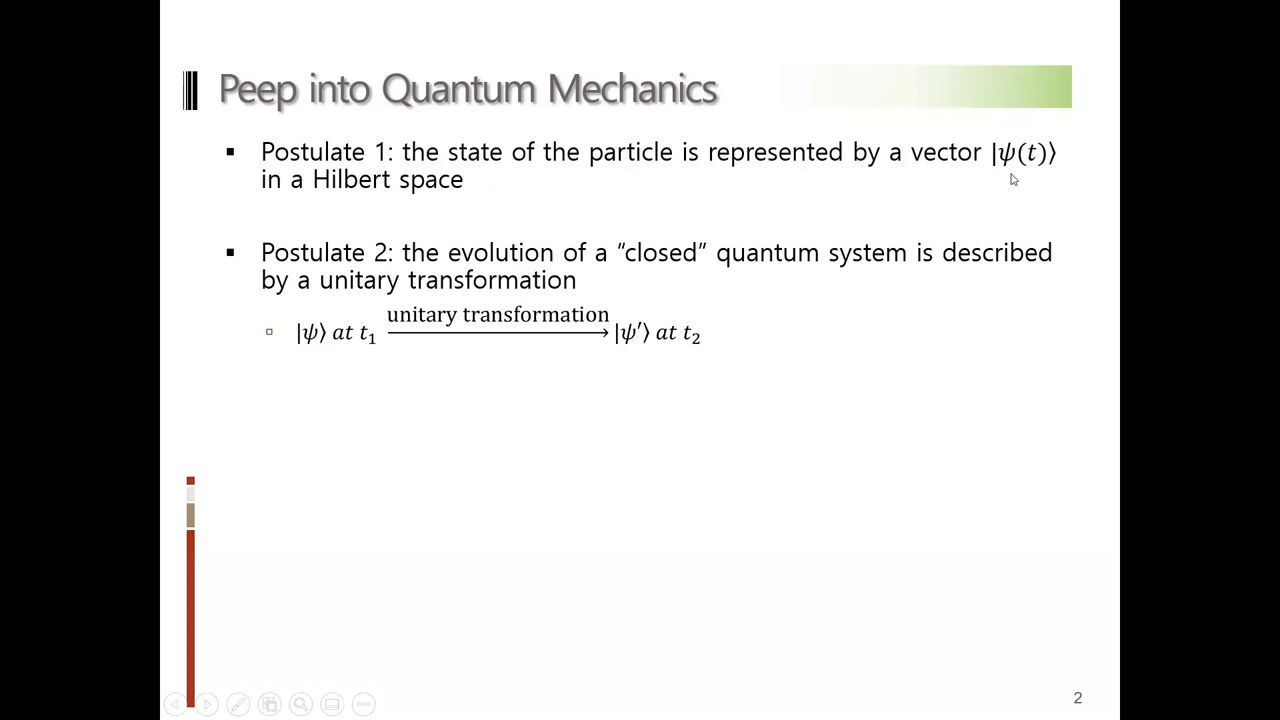 Peep into Quantum Mechanics
▪ Postulate 1: the state of the particle is represented by a vector |ψ(t)⟩
in a Hilbert space
▪ Postulate 2: the evolution of a “closed” quantum system is described
by a unitary transformation
▫ |ψ⟩ at t₁ unitary transformation → |ψ′⟩ at t₂
2